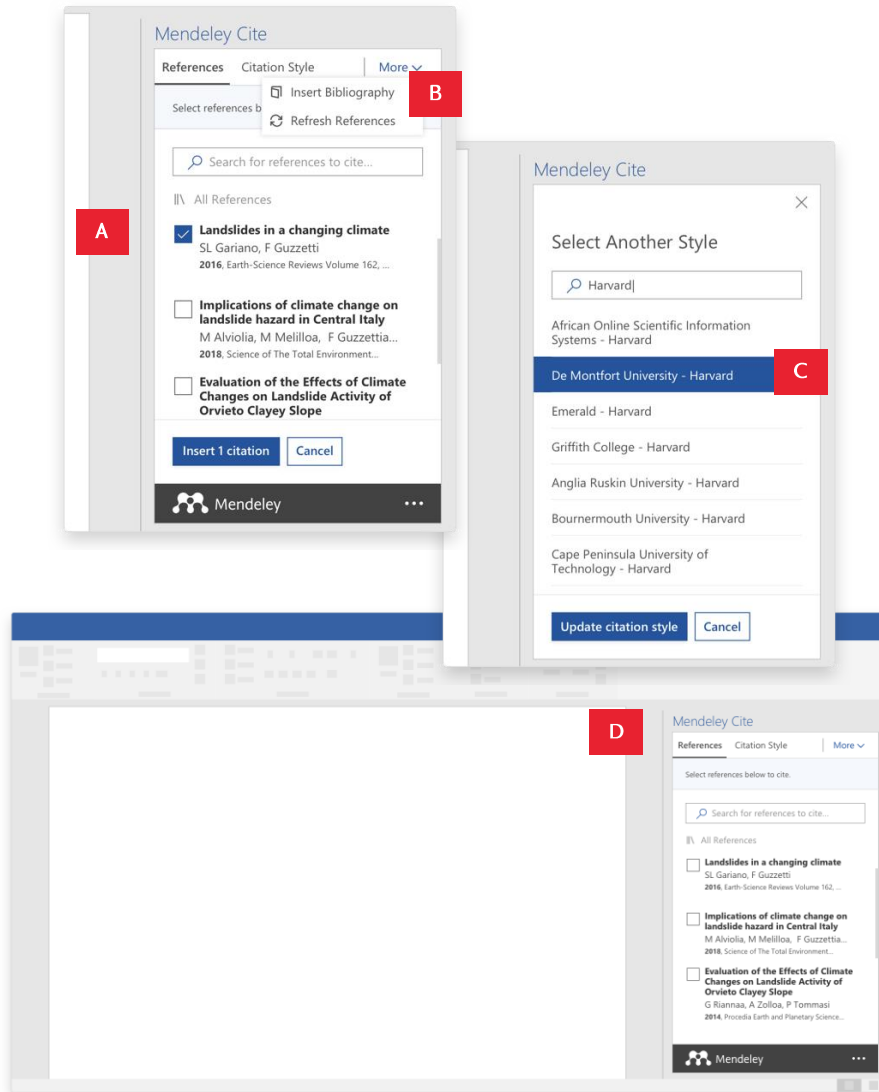 Mendeley Cite
References Citation Style More
B
Insert Bibliography
Select references b
Refresh References
Search for references to cite...
All References
A
Landslides in a changing climate
SL Gariano, F Guzzetti
2016, Earth-Science Reviews Volume 162, ...
Implications of climate change on
landslide hazard in Central Italy
M Alviolia, M Melilloa, F Guzzettia...
2018, Science of The Total Environment...
Evaluation of the Effects of Climate
Changes on Landslide Activity of
Orvieto Clayey Slope
Insert 1 citation Cancel
Mendeley
Mendeley Cite
Select Another Style
Harvard
African Online Scientific Information
Systems - Harvard
De Montfort University - Harvard
C
Emerald - Harvard
Griffith College - Harvard
Anglia Ruskin University - Harvard
Bournermouth University - Harvard
Cape Peninsula University of
Technology - Harvard
Update citation style Cancel
D
Mendeley Cite
References Citation Style More
Select references below to cite.
Search for references to cite...
All References
Landslides in a changing climate
SL Gariano, F Guzzetti
2016, Earth-Science Reviews Volume 162, ...
Implications of climate change on
landslide hazard in Central Italy
M Alviolia, M Melilloa, F Guzzettia...
2018, Science of The Total Environment...
Evaluation of the Effects of Climate
Changes on Landslide Activity of
Orvieto Clayey Slope
G Riannaa, A Zolloa, P Tommasi
2014, Procedia Earth and Planetary Science...
Mendeley